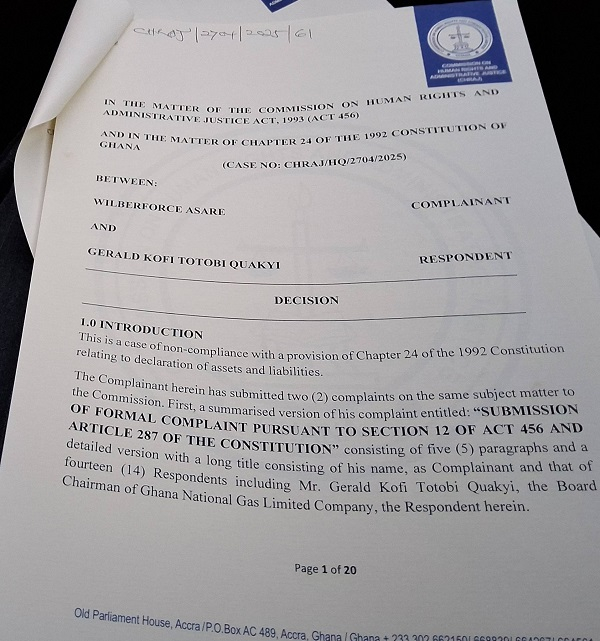 CHRAJ/2704/2025/61
COMMISSION ON
HUMAN RIGHTS AND
ADMINISTRATIVE JUSTICE
(CHRAJ)
IN THE MATTER OF THE COMMISSION ON HUMAN RIGHTS AND
ADMINISTRATIVE JUSTICE ACT, 1993 (ACT 456)
AND IN THE MATTER OF CHAPTER 24 OF THE 1992 CONSTITUTION OF
GHANA
(CASE NO: CHRAJ/HQ/2704/2025)
BETWEEN:
WILBERFORCE ASARE COMPLAINANT
AND
GERALD KOFI TOTOBI QUAKYI RESPONDENT
DECISION
1.0 INTRODUCTION
This is a case of non-compliance with a provision of Chapter 24 of the 1992 Constitution
relating to declaration of assets and liabilities.
The Complainant herein has submitted two (2) complaints on the same subject matter to
the Commission. First, a summarised version of his complaint entitled: “SUBMISSION
OF FORMAL COMPLAINT PURSUANT TO SECTION 12 OF ACT 456 AND
ARTICLE 287 OF THE CONSTITUTION” consisting of five (5) paragraphs and a
detailed version with a long title consisting of his name, as Complainant and that of
fourteen (14) Respondents including Mr. Gerald Kofi Totobi Quakyi, the Board
Chairman of Ghana National Gas Limited Company, the Respondent herein.
Page 1 of 20
Old Parliament House, Accra/P.O.Box AC 489, Accra, Ghana / Ghana + 233 302 662150/